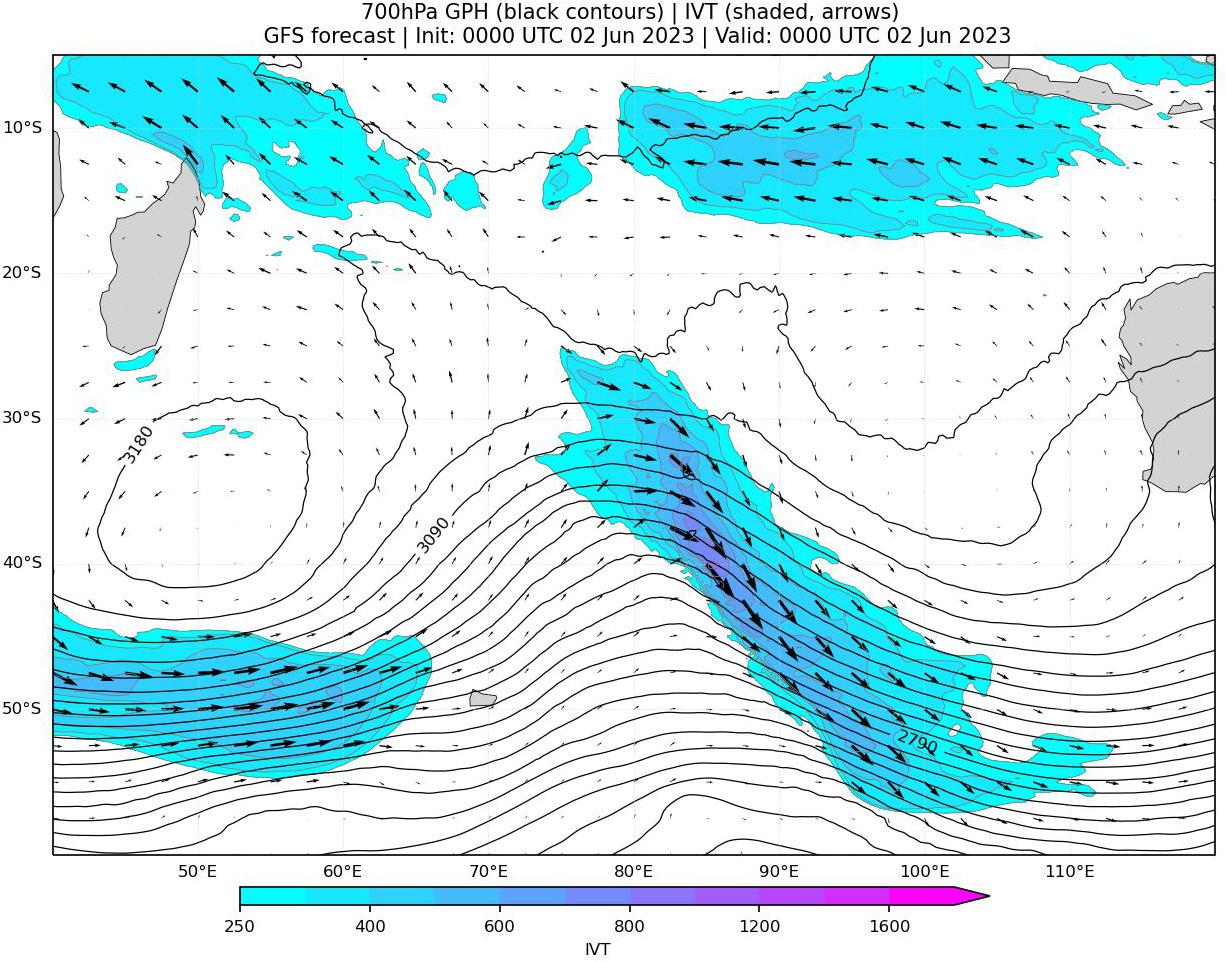 700hPa GPH (black contours) | IVT (shaded, arrows)
GFS forecast | Init: 0000 UTC 02 Jun 2023 | Valid: 0000 UTC 02 Jun 2023
10°S
20°S
30°S
3180
3090
40°S
50°S
2790
50°E 60°E 70°E 80°E 90°E 100°E 110°E
250 400 600 800 1200 1600
IVT